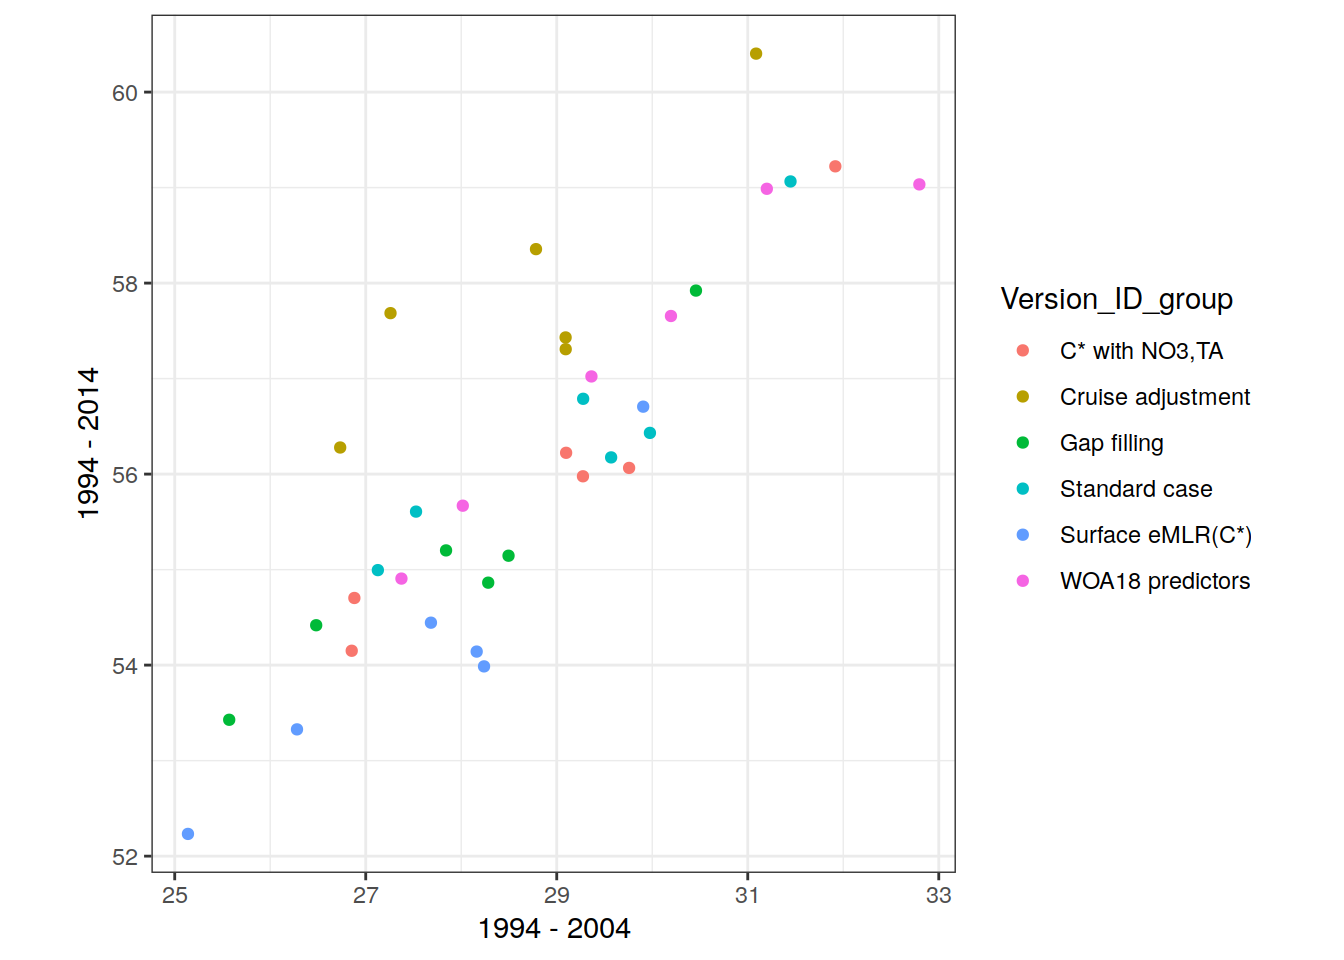 60
58
56
54
52
1994 - 2014
25 27 29 31 33
1994 - 2004
Version_ID_group
C* with NO3,TA
Cruise adjustment
Gap filling
Standard case
Surface eMLR(C*)
WOA18 predictors